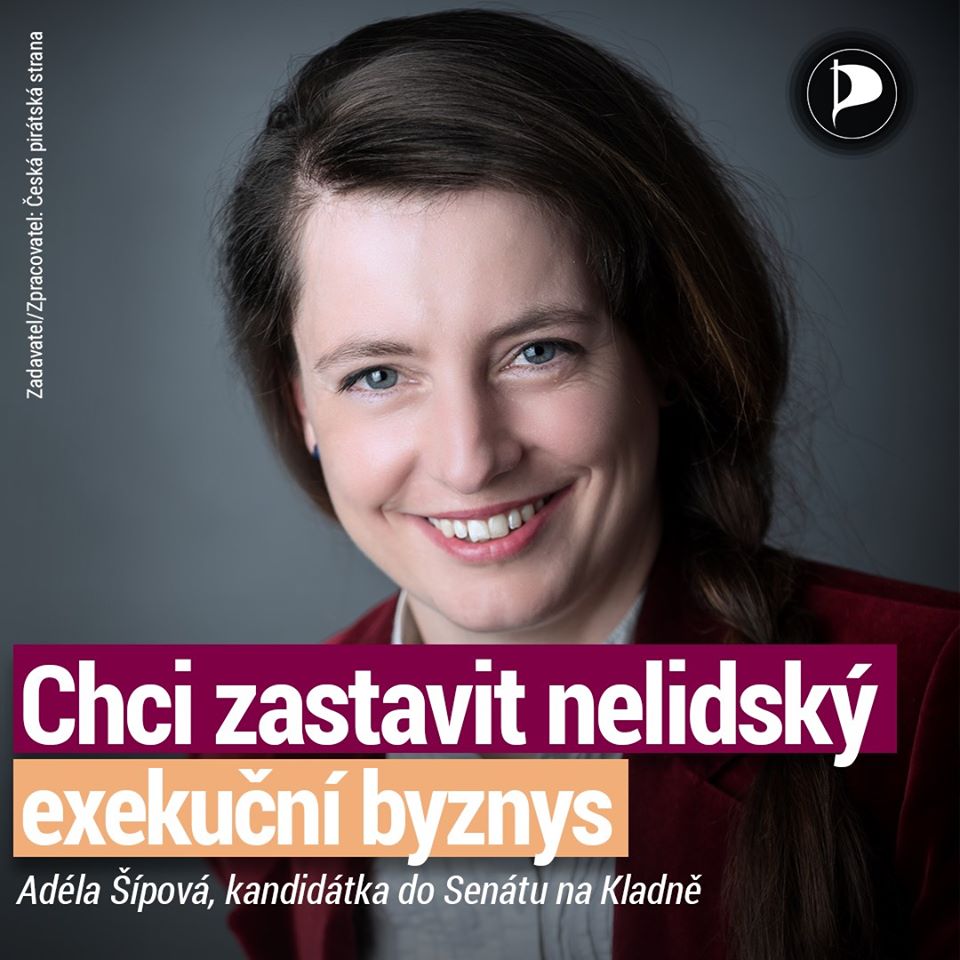 Zadavatel/Zpracovatel: Česká pirátská strana
Chci zastavit nelidský
exekuční byznys
Adéla Šípová, kandidátka do Senátu na Kladně